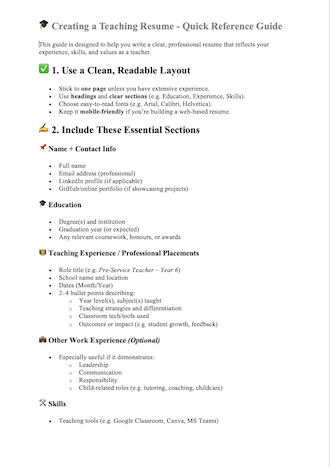 🎓 Creating a Teaching Resume - Quick Reference Guide
This guide is designed to help you write a clear, professional resume that reflects your
experience, skills, and values as a teacher.
✅ 1. Use a Clean, Readable Layout
• Stick to one page unless you have extensive experience.
• Use headings and clear sections (e.g. Education, Experience, Skills).
• Choose easy-to-read fonts (e.g. Arial, Calibri, Helvetica).
• Keep it mobile-friendly if you're building a web-based resume.
✍️ 2. Include These Essential Sections
📌 Name + Contact Info
• Full name
• Email address (professional)
• LinkedIn profile (if applicable)
• GitHub/online portfolio (if showcasing projects)
🎓 Education
• Degree(s) and institution
• Graduation year (or expected)
• Any relevant coursework, honours, or awards
👩‍🏫 Teaching Experience / Professional Placements
• Role title (e.g. Pre-Service Teacher – Year 6)
• School name and location
• Dates (Month/Year)
• 2–4 bullet points describing:
o Year level(s), subject(s) taught
o Teaching strategies and differentiation
o Classroom tech/tools used
o Outcomes or impact (e.g. student growth, feedback)
💼 Other Work Experience (Optional)
• Especially useful if it demonstrates:
o Leadership
o Communication
o Responsibility
o Child-related roles (e.g. tutoring, coaching, childcare)
🛠 Skills
• Teaching tools (e.g. Google Classroom, Canva, MS Teams)